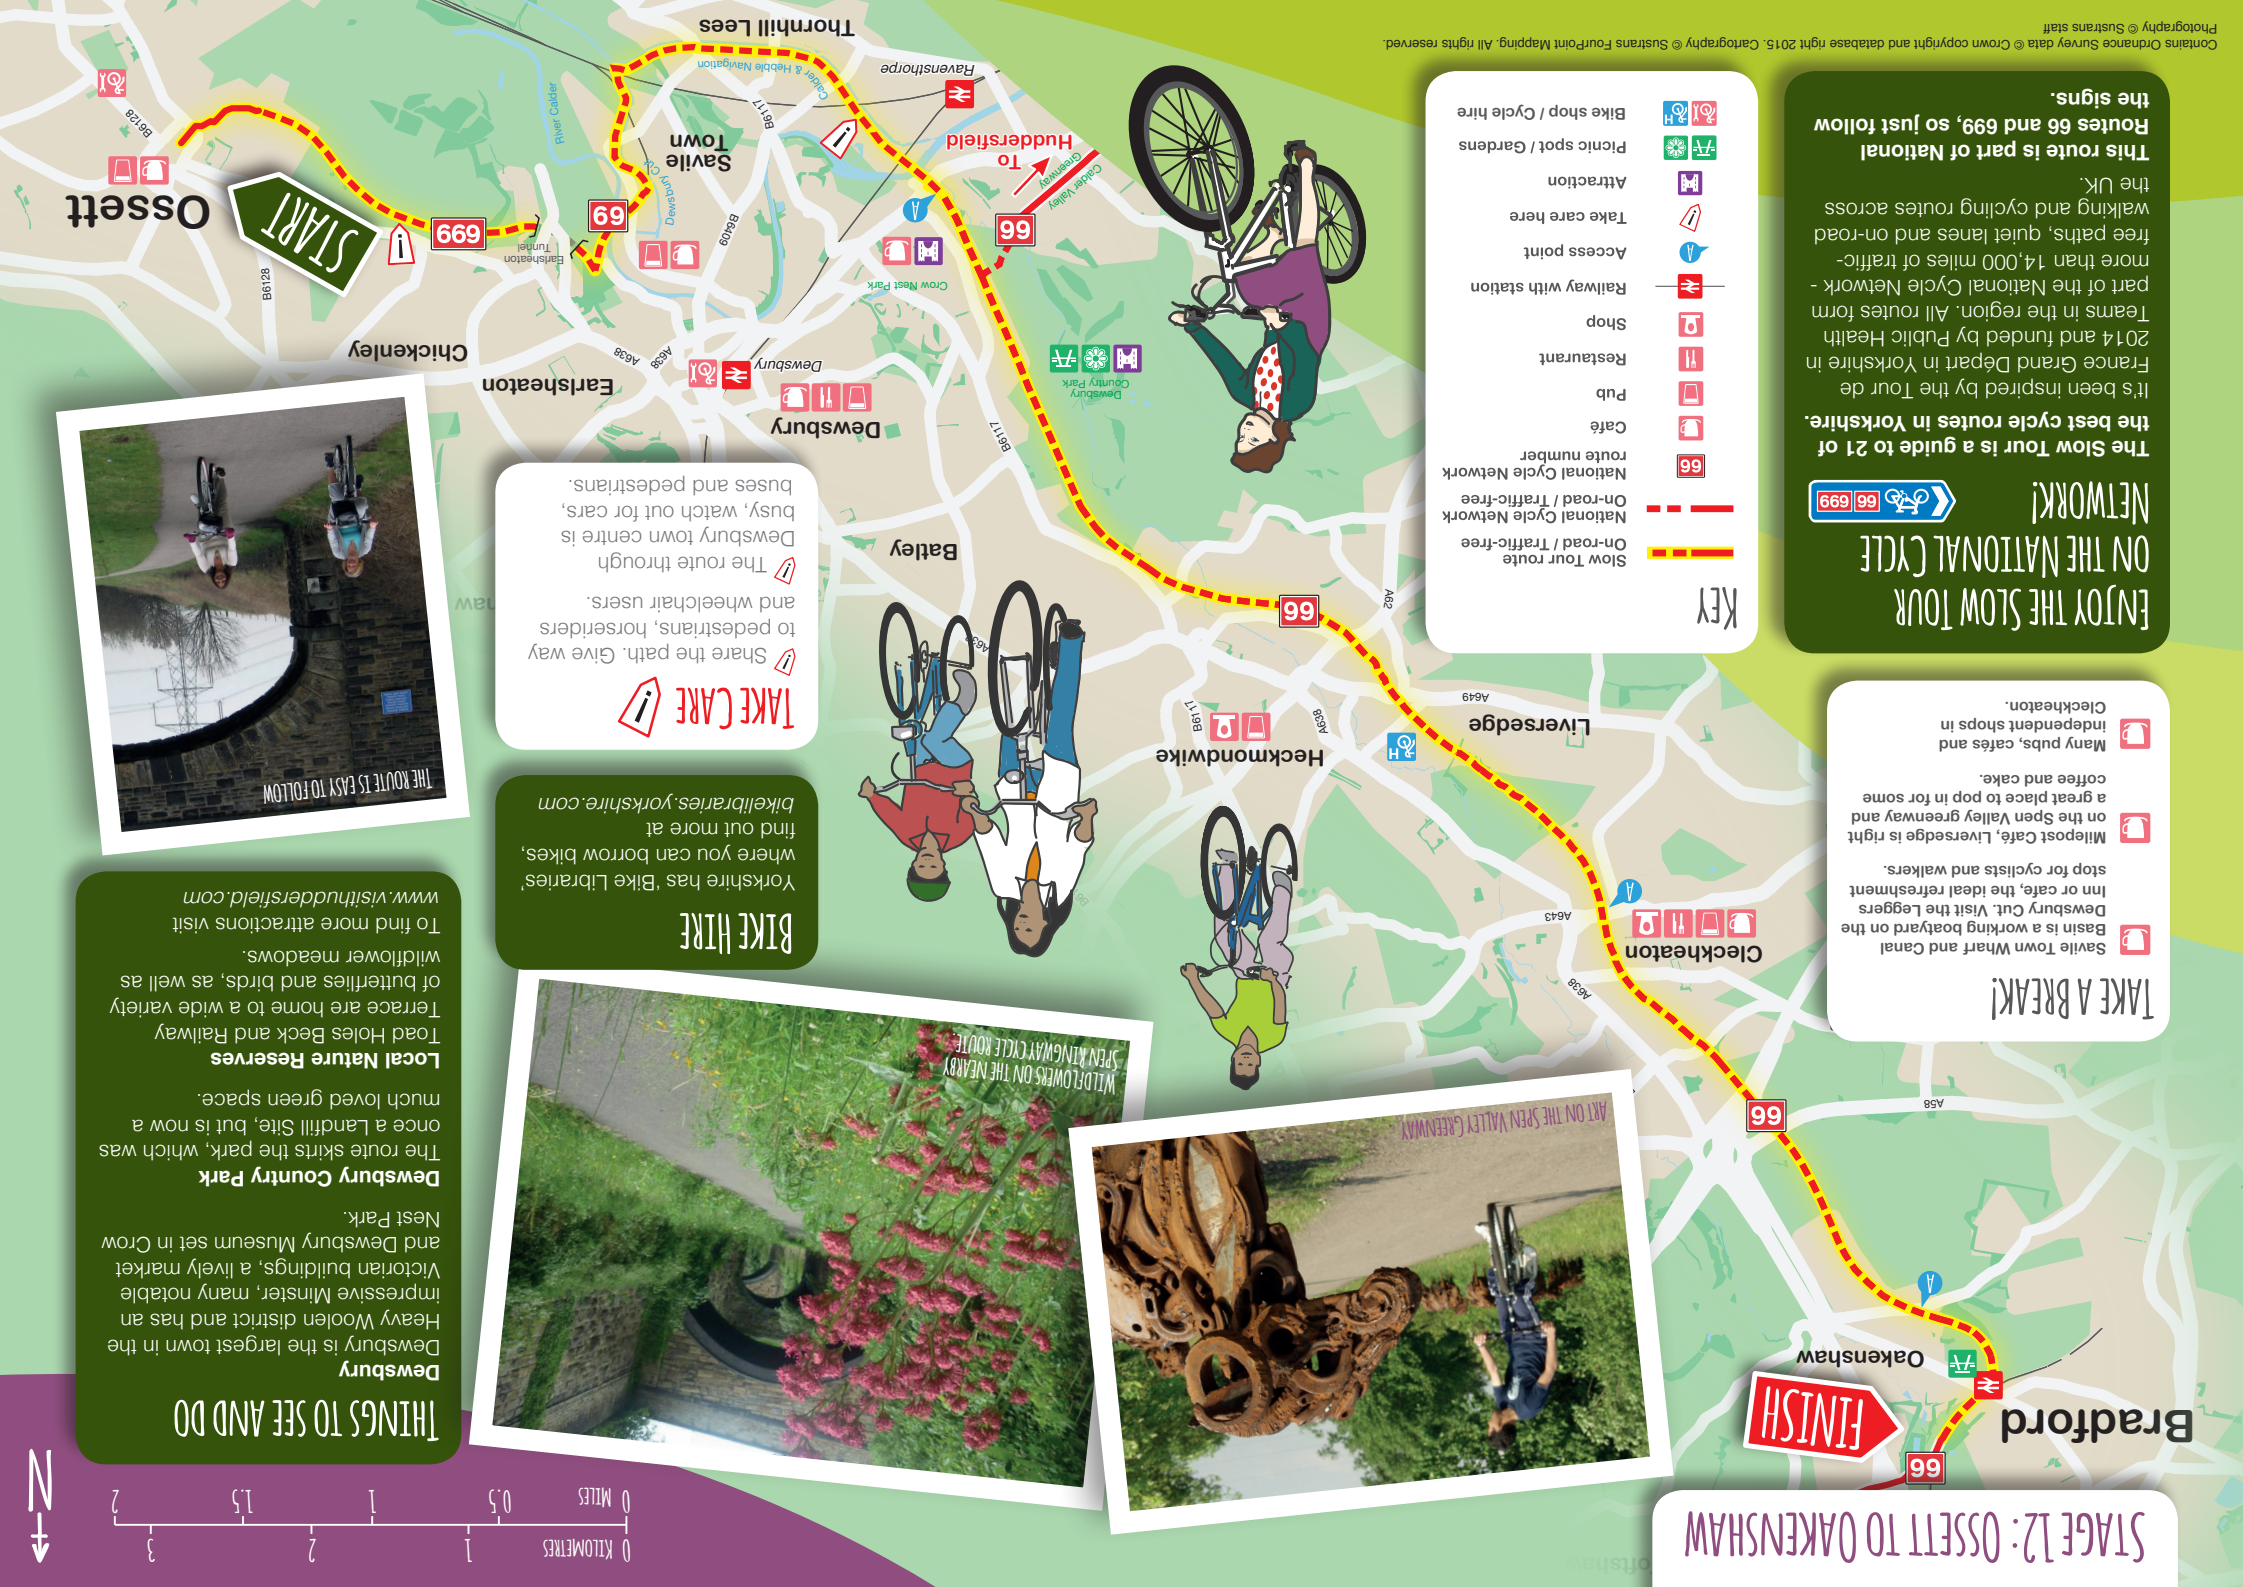 STAGE 12: OSSETT TO OAKENSHAW
0 KILOMETRES 1 2 3
0 MILES 0.5 1 1.5 2
N
THINGS TO SEE AND DO
Dewsbury
Dewsbury is the largest town in the
Heavy Woolen district and has an
impressive Minster, many notable
Victorian buildings, a lively market
and Dewsbury Museum set in Crow
Nest Park.
Dewsbury Country Park
The route skirts the park, which was
once a Landfill Site, but is now a
much loved green space.
Local Nature Reserves
Toad Holes Beck and Railway
Terrace are home to a wide variety
of butterflies and birds, as well as
wildflower meadows.
To find more attractions visit
www.visithuddersfield.com
ART ON THE SPEN VALLEY GREENWAY
WILDFLOWERS ON THE NEARBY
SPEN RINGWAY CYCLE ROUTE.
THE ROUTE IS EASY TO FOLLOW
BIKE HIRE
Yorkshire has 'Bike Libraries'
where you can borrow bikes,
find out more at
bikelibraries.yorkshire.com
TAKE CARE
Share the path. Give way
to pedestrians, horseriders
and wheelchair users.
The route through
Dewsbury town centre is
busy, watch out for cars,
buses and pedestrians.
TAKE A BREAK!
Savile Town Wharf and Canal
Basin is a working boatyard on the
Dewsbury Cut. Visit the Leggers
Inn or cafe, the ideal refreshment
stop for cyclists and walkers.
Milepost Café, Liversedge is right
on the Spen Valley greenway and
a great place to pop in for some
coffee and cake.
Many pubs, cafés and
independent shops in
Cleckheaton.
ENJOY THE SLOW TOUR
ON THE NATIONAL CYCLE
NETWORK!
66 699
The Slow Tour is a guide to 21 of
the best cycle routes in Yorkshire.
It's been inspired by the Tour de
France Grand Départ in Yorkshire in
2014 and funded by Public Health
Teams in the region. All routes form
part of the National Cycle Network -
more than 14,000 miles of traffic-
free paths, quiet lanes and on-road
walking and cycling routes across
the UK.
This route is part of National
Routes 66 and 699, so just follow
the signs.
KEY
Slow Tour route
On-road / Traffic-free
National Cycle Network
On-road / Traffic-free
66
National Cycle Network
route number
Café
Pub
Restaurant
Shop
Railway with station
A
Access point
Take care here
Attraction
Picnic spot / Gardens
H
Bike shop / Cycle hire
Contains Ordnance Survey data © Crown copyright and database right 2015. Cartography © Sustrans FourPoint Mapping. All rights reserved.
Photography © Sustrans staff
66
FINISH
Bradford
Oakenshaw
A
66
A58
A638
Cleckheaton
A643
A
Liversedge
A649
H
Heckmondwike
A638
B6117
A62
66
Batley
A638
B6117
Dewsbury
Dewsbury
Dewsbury
Country Park
Crow Nest Park
A
66
To
Huddersfield
Calder Valley
Greenway
Ravensthorpe
Calder & Hebble Navigation
Thornhill Lees
B6117
Savile
Town
Dewsbury Cut
B6409
69
River Calder
Earlsheaton
Tunnel
Earlsheaton
A638
A638
Chickenley
699
START
Ossett
B6128
B6128